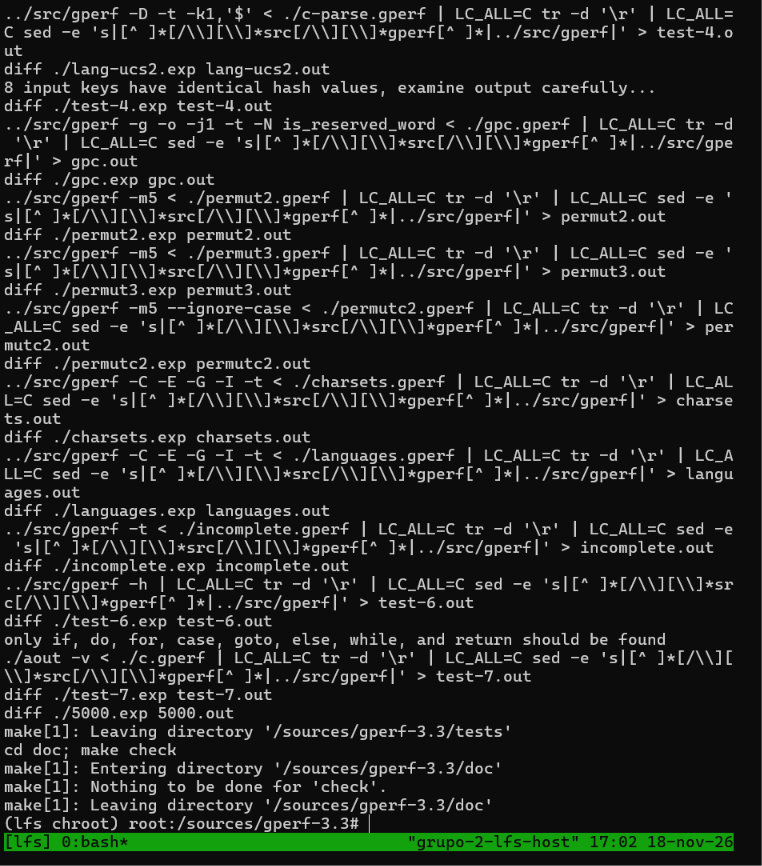 ../src/gperf -D -t -k1,'$' < ./c-parse.gperf | LC_ALL=C tr -d '\r' | LC_ALL=
C sed -e 's|[^ ]*[/\\][\\]*src[/\\][\\]*gperf[^ ]*|../src/gperf|' > test-4.o
ut
diff ./lang-ucs2.exp lang-ucs2.out
8 input keys have identical hash values, examine output carefully...
diff ./test-4.exp test-4.out
../src/gperf -g -o -j1 -t -N is_reserved_word < ./gpc.gperf | LC_ALL=C tr -d
 '\r' | LC_ALL=C sed -e 's|[^ ]*[/\\][\\]*src[/\\][\\]*gperf[^ ]*|../src/gpe
rf|' > gpc.out
diff ./gpc.exp gpc.out
../src/gperf -m5 < ./permut2.gperf | LC_ALL=C tr -d '\r' | LC_ALL=C sed -e '
s|[^ ]*[/\\][\\]*src[/\\][\\]*gperf[^ ]*|../src/gperf|' > permut2.out
diff ./permut2.exp permut2.out
../src/gperf -m5 < ./permut3.gperf | LC_ALL=C tr -d '\r' | LC_ALL=C sed -e '
s|[^ ]*[/\\][\\]*src[/\\][\\]*gperf[^ ]*|../src/gperf|' > permut3.out
diff ./permut3.exp permut3.out
../src/gperf -m5 --ignore-case < ./permutc2.gperf | LC_ALL=C tr -d '\r' | LC
_ALL=C sed -e 's|[^ ]*[/\\][\\]*src[/\\][\\]*gperf[^ ]*|../src/gperf|' > per
mutc2.out
diff ./permutc2.exp permutc2.out
../src/gperf -C -E -G -I -t < ./charsets.gperf | LC_ALL=C tr -d '\r' | LC_AL
L=C sed -e 's|[^ ]*[/\\][\\]*src[/\\][\\]*gperf[^ ]*|../src/gperf|' > charse
ts.out
diff ./charsets.exp charsets.out
../src/gperf -C -E -G -I -t < ./languages.gperf | LC_ALL=C tr -d '\r' | LC_A
LL=C sed -e 's|[^ ]*[/\\][\\]*src[/\\][\\]*gperf[^ ]*|../src/gperf|' > langu
ages.out
diff ./languages.exp languages.out
../src/gperf -t < ./incomplete.gperf | LC_ALL=C tr -d '\r' | LC_ALL=C sed -e
 's|[^ ]*[/\\][\\]*src[/\\][\\]*gperf[^ ]*|../src/gperf|' > incomplete.out
diff ./incomplete.exp incomplete.out
../src/gperf -h | LC_ALL=C tr -d '\r' | LC_ALL=C sed -e 's|[^ ]*[/\\][\\]*sr
c[/\\][\\]*gperf[^ ]*|../src/gperf|' > test-6.out
diff ./test-6.exp test-6.out
only if, do, for, case, goto, else, while, and return should be found
./aout -v < ./c.gperf | LC_ALL=C tr -d '\r' | LC_ALL=C sed -e 's|[^ ]*[/\\][
\\]*src[/\\][\\]*gperf[^ ]*|../src/gperf|' > test-7.out
diff ./test-7.exp test-7.out
diff ./5000.exp 5000.out
make[1]: Leaving directory '/sources/gperf-3.3/tests'
cd doc; make check
make[1]: Entering directory '/sources/gperf-3.3/doc'
make[1]: Nothing to be done for 'check'.
make[1]: Leaving directory '/sources/gperf-3.3/doc'
(lfs chroot) root:/sources/gperf-3.3#
[lfs] 0:bash* "grupo-2-lfs-host" 17:02 18-nov-26